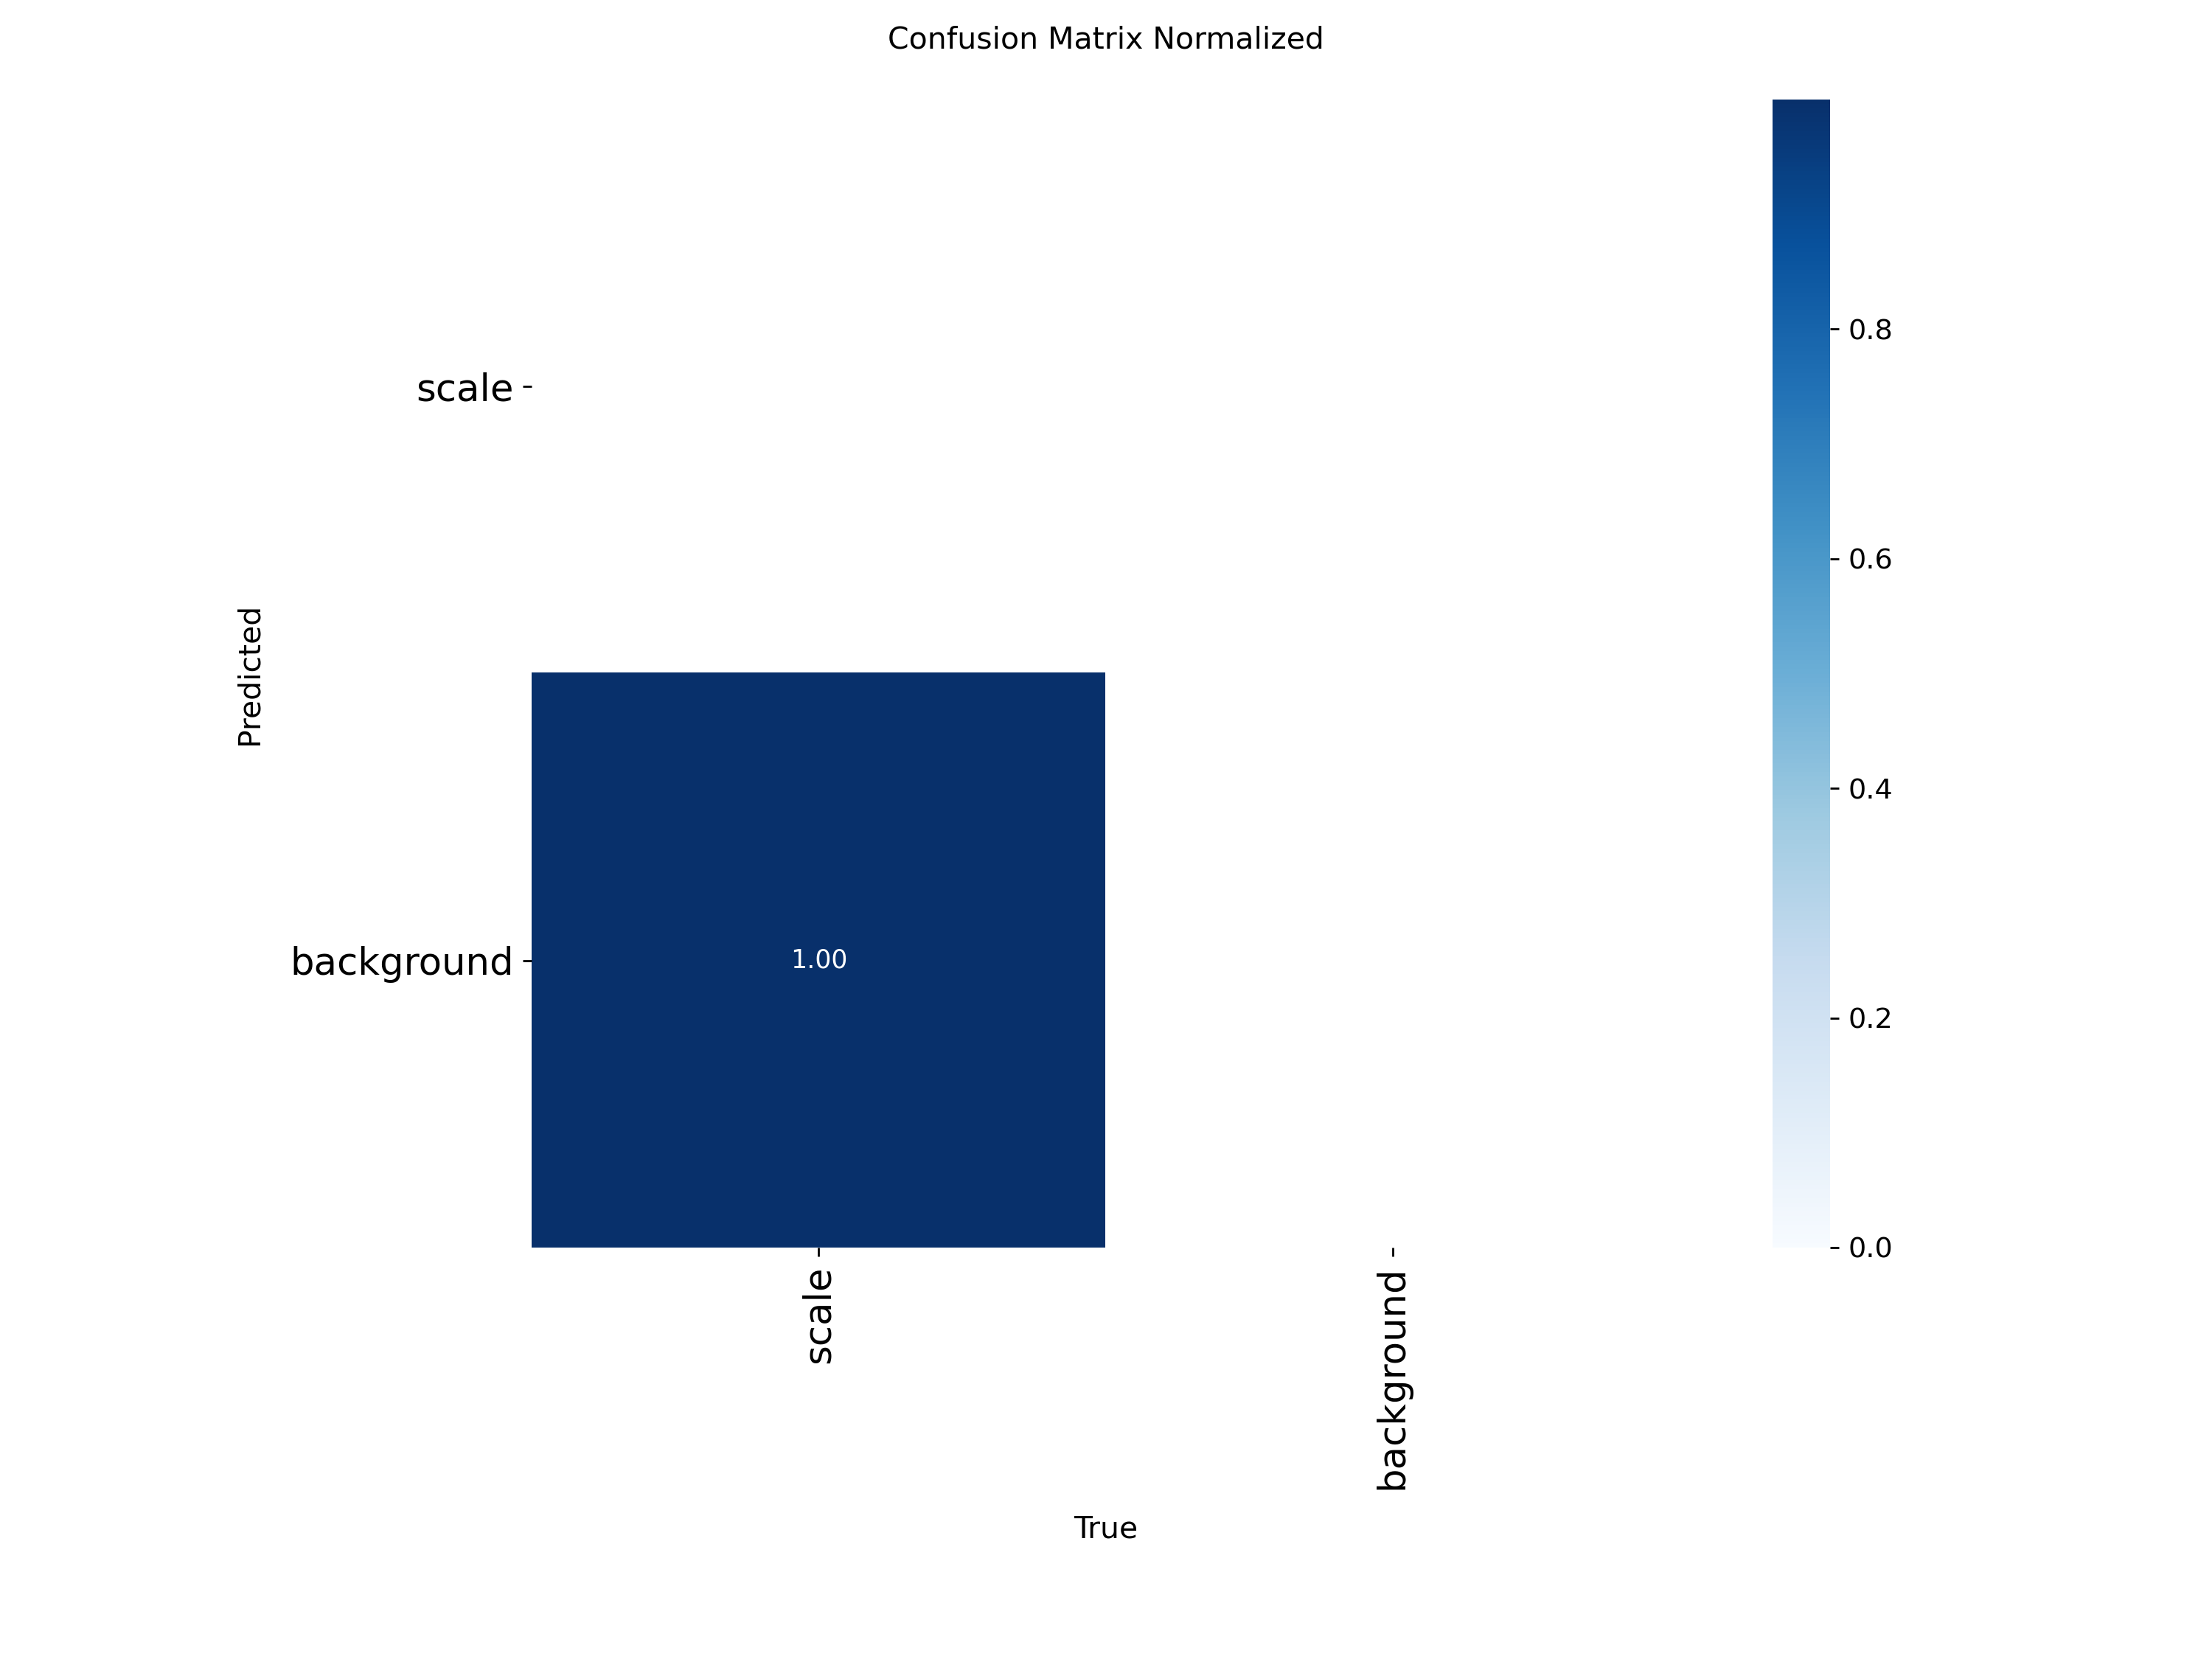 Confusion Matrix Normalized
scale
background
Predicted
1.00
scale
background
True
0.8
0.6
0.4
0.2
0.0